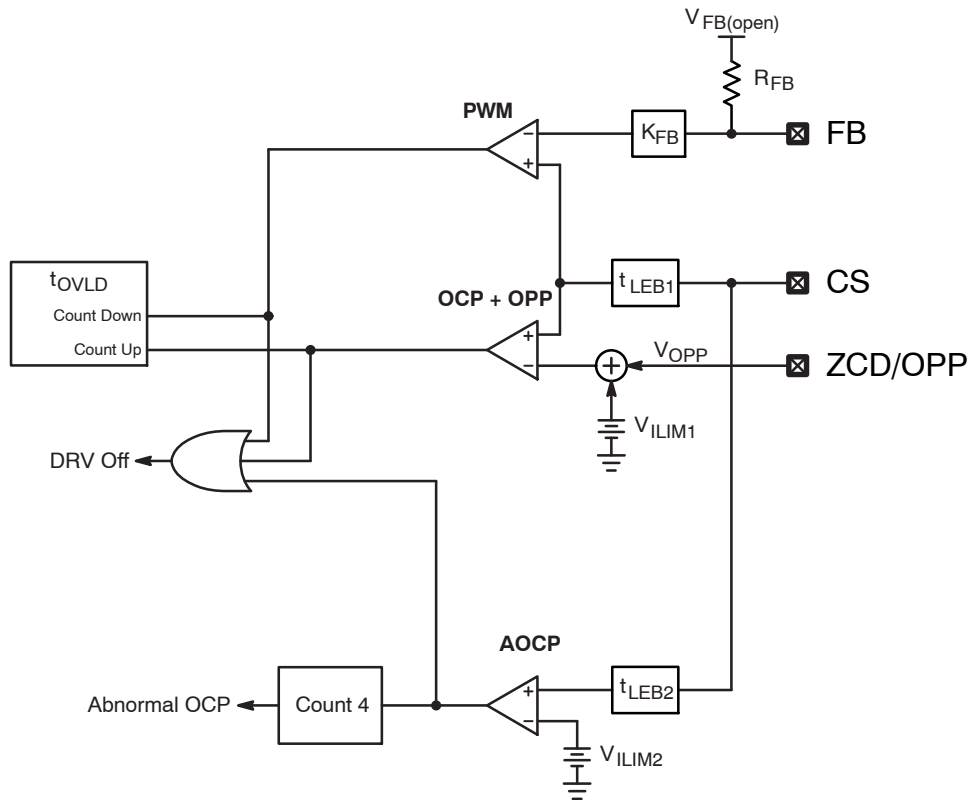 VFB(open)
RFB
PWM
−
KFB
FB
+
tOVLD
OCP + OPP
tLEB1
CS
Count Down
+
Count Up
−
+
VOPP
ZCD/OPP
VILIM1
DRV Off
AOCP
+
tLEB2
Abnormal OCP
Count 4
−
VILIM2